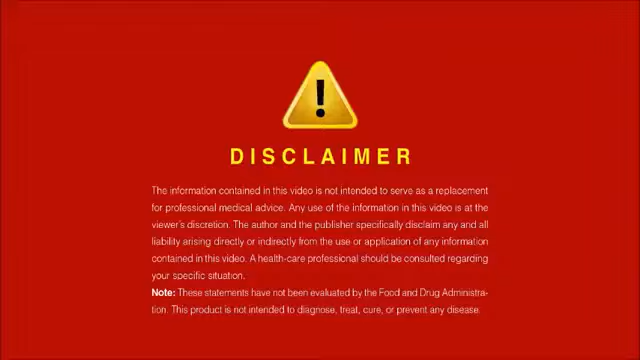 DISCLAIMER
The information contained in this video is not intended to serve as a replacement
for professional medical advice. Any use of the information in this video is at the
viewer's discretion. The author and the publisher specifically disclaim any and all
liability arising directly or indirectly from the use or application of any information
contained in this video. A health-care professional should be consulted regarding
your specific situation.
Note: These statements have not been evaluated by the Food and Drug Administra-
tion. This product is not intended to diagnose, treat, cure, or prevent any disease.